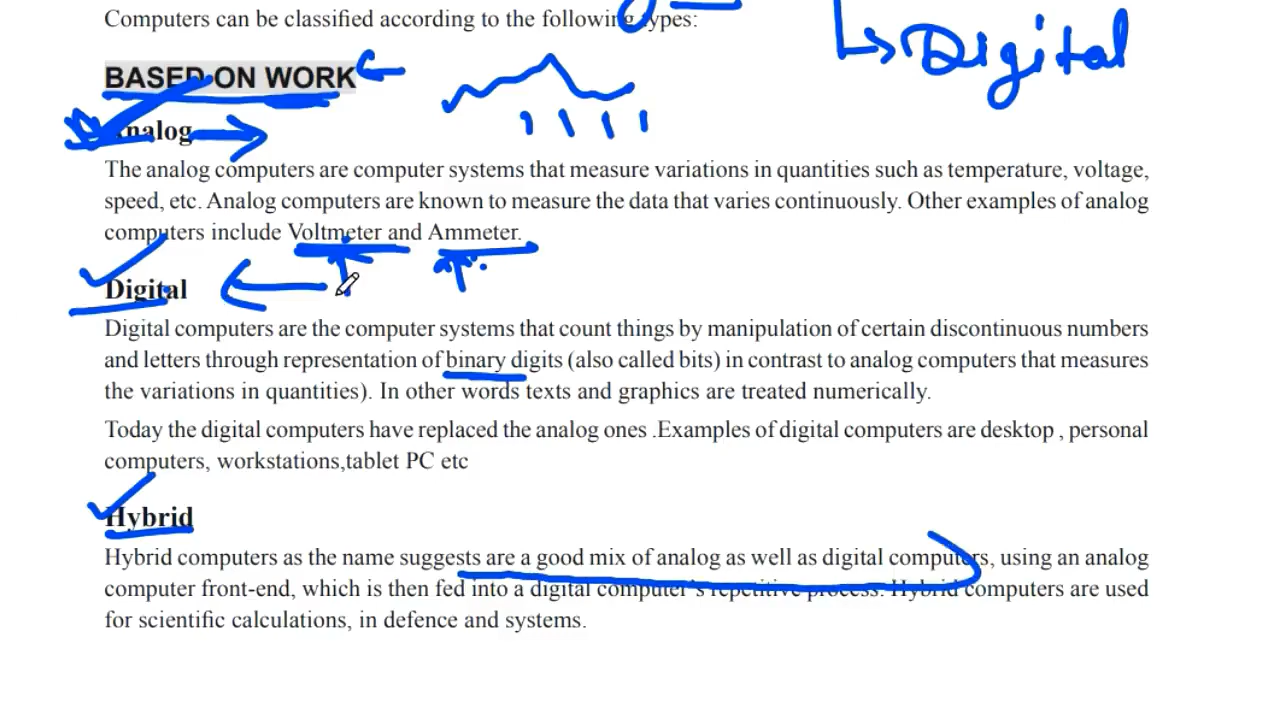 Computers can be classified according to the following types:
Digital
BASED ON WORK
Analog
The analog computers are computer systems that measure variations in quantities such as temperature, voltage,
speed, etc. Analog computers are known to measure the data that varies continuously. Other examples of analog
computers include Voltmeter and Ammeter.
Digital
Digital computers are the computer systems that count things by manipulation of certain discontinuous numbers
and letters through representation of binary digits (also called bits) in contrast to analog computers that measures
the variations in quantities). In other words texts and graphics are treated numerically.
Today the digital computers have replaced the analog ones .Examples of digital computers are desktop , personal
computers, workstations,tablet PC etc
Hybrid
Hybrid computers as the name suggests are a good mix of analog as well as digital computers, using an analog
computer front-end, which is then fed into a digital computer's repetitive process. Hybrid computers are used
for scientific calculations, in defence and systems.